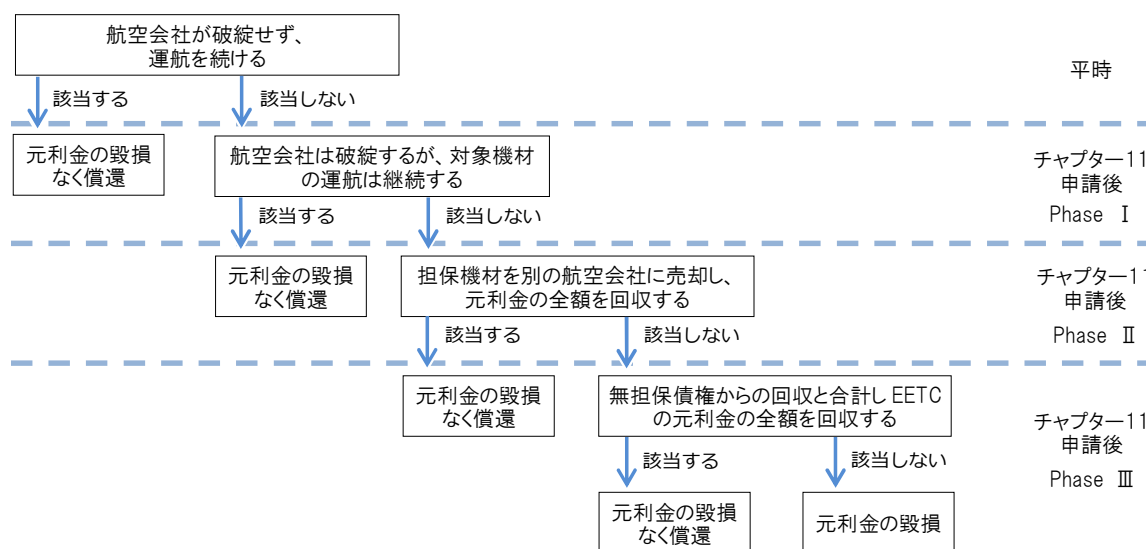 航空会社が破綻せず、
運航を続ける
平時
該当する
該当しない
元利金の毀損
なく償還
航空会社は破綻するが、対象機材
の運航は継続する
チャプター11
申請後
Phase Ⅰ
該当する
該当しない
元利金の毀損
なく償還
担保機材を別の航空会社に売却し、
元利金の全額を回収する
チャプター11
申請後
Phase Ⅱ
該当する
該当しない
元利金の毀損
なく償還
無担保債権からの回収と合計し EETC
の元利金の全額を回収する
チャプター11
申請後
Phase Ⅲ
該当する
該当しない
元利金の毀損
なく償還
元利金の毀損